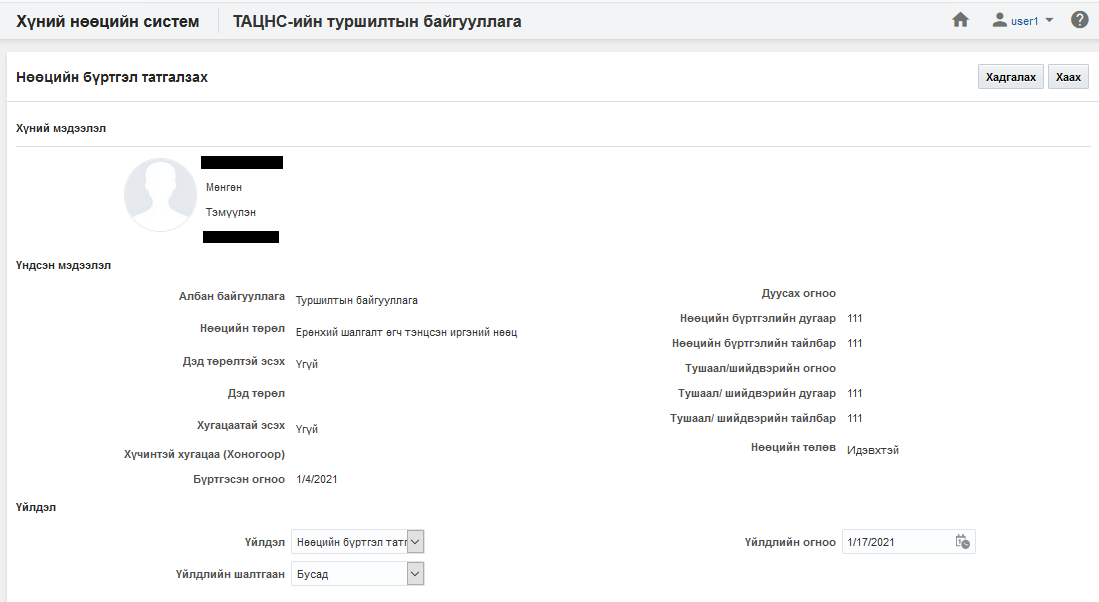 Хүний нөөцийн систем ТАЦНС-ийн туршилтын байгууллага user1
Нөөцийн бүртгэл татгалзах Хадгалах Хаах
Хүний мэдээлэл
Мөнгөн
Тэмүүлэн
Үндсэн мэдээлэл
Албан байгууллага Туршилтын байгууллага
Нөөцийн төрөл Ерөнхий шалгалт өгч тэнцсэн иргэний нөөц
Дэд төрөлтэй эсэх Үгүй
Дэд төрөл
Хугацаатай эсэх Үгүй
Хүчинтэй хугацаа (Хоногоор)
Бүртгэсэн огноо 1/4/2021
Дуусах огноо
Нөөцийн бүртгэлийн дугаар 111
Нөөцийн бүртгэлийн тайлбар 111
Тушаал/шийдвэрийн огноо
Тушаал/ шийдвэрийн дугаар 111
Тушаал/ шийдвэрийн тайлбар 111
Нөөцийн төлөв Идэвхтэй
Үйлдэл
Үйлдэл Нөөцийн бүртгэл татг
Үйлдлийн огноо 1/17/2021
Үйлдлийн шалтгаан Бусад